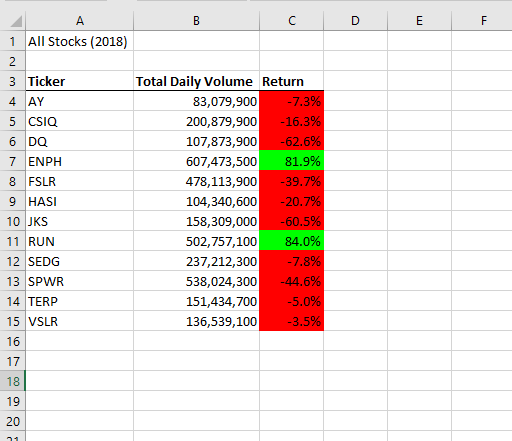 A B C D E F
1 All Stocks (2018)
2
3 Ticker Total Daily Volume Return
4 AY 83,079,900 -7.3%
5 CSIQ 200,879,900 -16.3%
6 DQ 107,873,900 -62.6%
7 ENPH 607,473,500 81.9%
8 FSLR 478,113,900 -39.7%
9 HASI 104,340,600 -20.7%
10 JKS 158,309,000 -60.5%
11 RUN 502,757,100 84.0%
12 SEDG 237,212,300 -7.8%
13 SPWR 538,024,300 -44.6%
14 TERP 151,434,700 -5.0%
15 VSLR 136,539,100 -3.5%
16
17
18
19
20
21